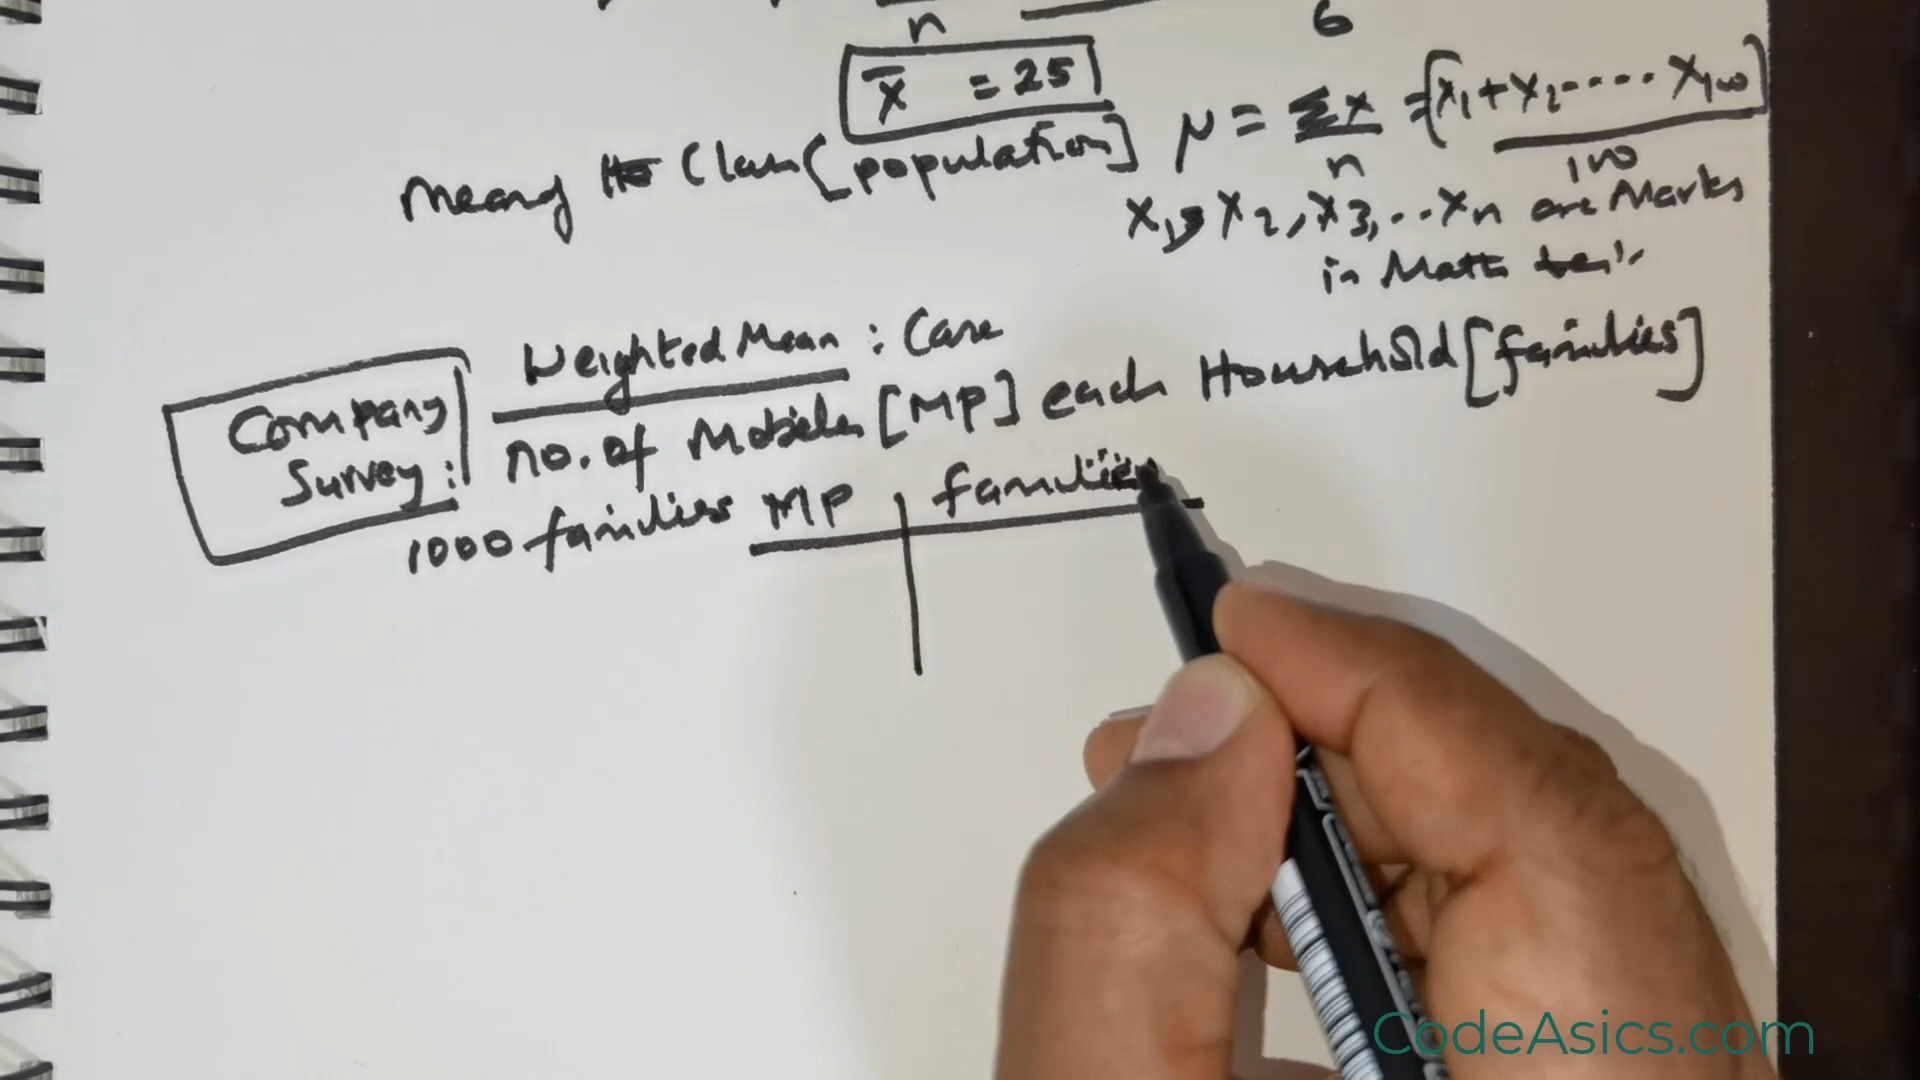 n 6
x̄ = 25
Mean of Class [population] μ = Σx/n = [x₁+x₂.....x₁₀₀]/100
x₁, x₂, x₃,..xn are Marks
in Math
Weighted Mean : Case
Company Survey : no. of Mobiles [MP] each Household [families]
1000 families MP families
CodeAsics.com